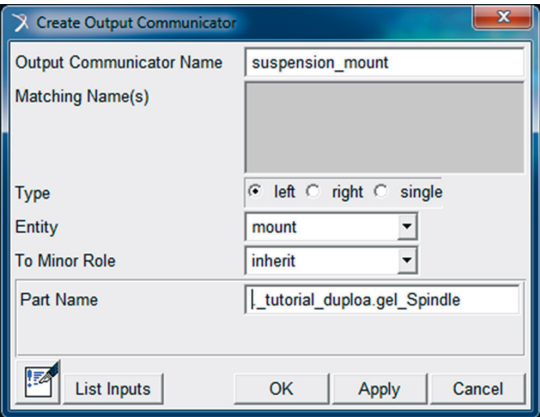 Create Output Communicator
Output Communicator Name suspension_mount
Matching Name(s)
Type left right single
Entity mount
To Minor Role inherit
Part Name ._tutorial_duploa.gel_Spindle
List Inputs OK Apply Cancel